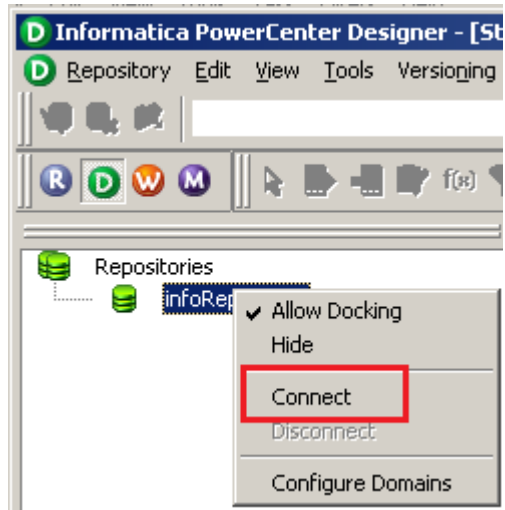 D Informatica PowerCenter Designer - [St
D Repository Edit View Tools Versioning
R D W M f(x)
Repositories
infoRep
Allow Docking
Hide
Connect
Disconnect
Configure Domains